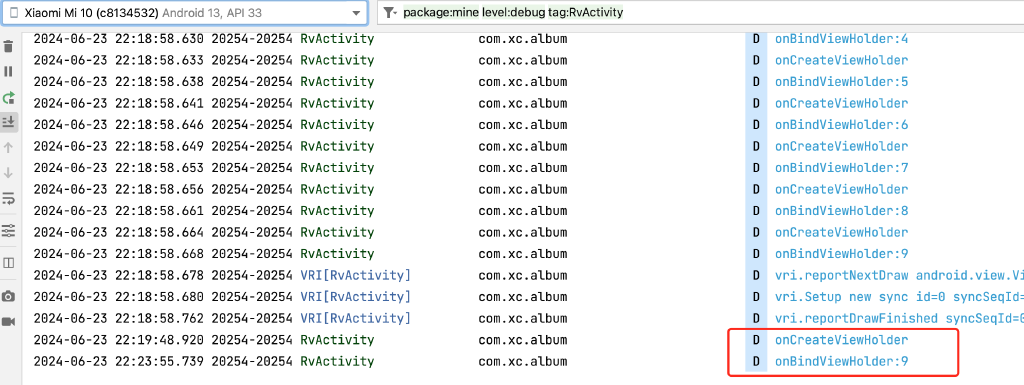 Xiaomi Mi 10 (c8134532) Android 13, API 33 package:mine level:debug tag:RvActivity
2024-06-23 22:18:58.630 20254-20254 RvActivity com.xc.album D onBindViewHolder:4
2024-06-23 22:18:58.633 20254-20254 RvActivity com.xc.album D onCreateViewHolder
2024-06-23 22:18:58.638 20254-20254 RvActivity com.xc.album D onBindViewHolder:5
2024-06-23 22:18:58.641 20254-20254 RvActivity com.xc.album D onCreateViewHolder
2024-06-23 22:18:58.646 20254-20254 RvActivity com.xc.album D onBindViewHolder:6
2024-06-23 22:18:58.649 20254-20254 RvActivity com.xc.album D onCreateViewHolder
2024-06-23 22:18:58.653 20254-20254 RvActivity com.xc.album D onBindViewHolder:7
2024-06-23 22:18:58.656 20254-20254 RvActivity com.xc.album D onCreateViewHolder
2024-06-23 22:18:58.661 20254-20254 RvActivity com.xc.album D onBindViewHolder:8
2024-06-23 22:18:58.664 20254-20254 RvActivity com.xc.album D onCreateViewHolder
2024-06-23 22:18:58.668 20254-20254 RvActivity com.xc.album D onBindViewHolder:9
2024-06-23 22:18:58.678 20254-20254 VRI[RvActivity] com.xc.album D vri.reportNextDraw android.view.Vi
2024-06-23 22:18:58.680 20254-20254 VRI[RvActivity] com.xc.album D vri.Setup new sync id=0 syncSeqId=
2024-06-23 22:18:58.762 20254-20254 VRI[RvActivity] com.xc.album D vri.reportDrawFinished syncSeqId=0
2024-06-23 22:19:48.920 20254-20254 RvActivity com.xc.album D onCreateViewHolder
2024-06-23 22:23:55.739 20254-20254 RvActivity com.xc.album D onBindViewHolder:9